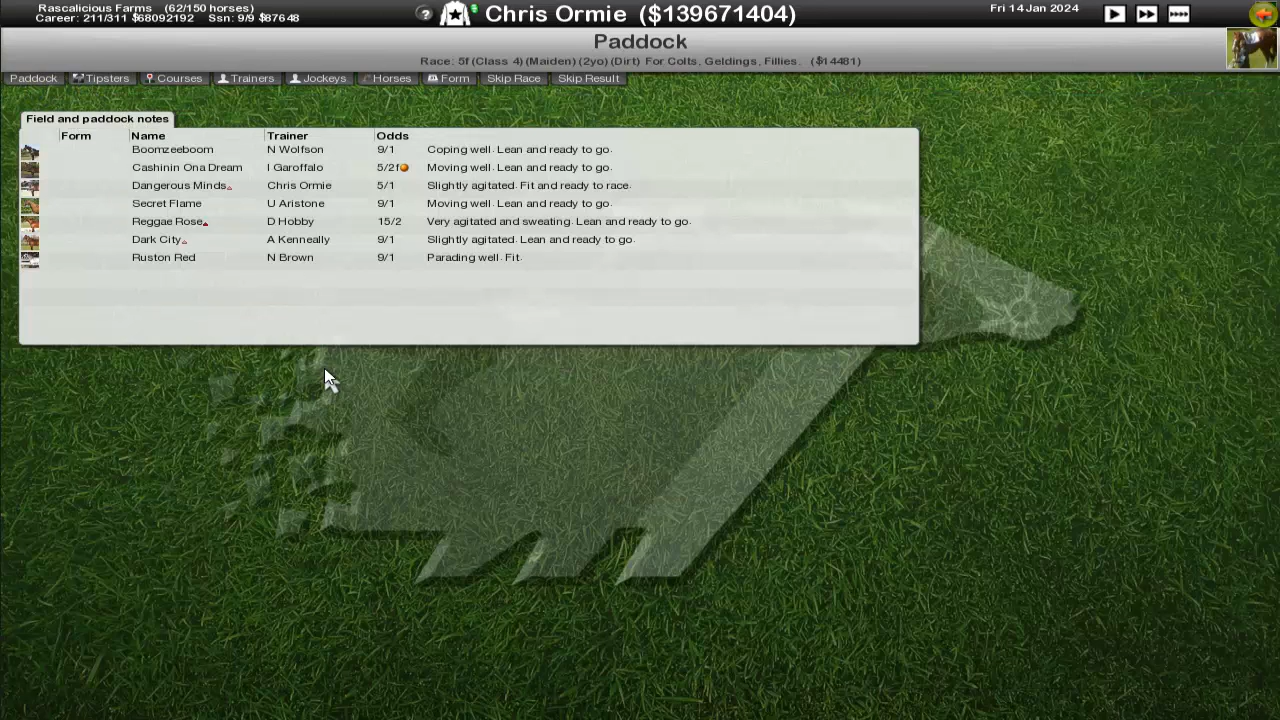 Rascalicious Farms (62/150 horses)
Career: 211/311 $68092192 Ssn: 9/9 $87648
? Chris Ormie ($139671404)
Fri 14Jan 2024
Paddock
Race: 5f (Class 4) (Maiden) (2yo) (Dirt) For Colts, Geldings, Fillies. ($14481)
Paddock Tipsters Courses Trainers Jockeys Horses Form Skip Race Skip Result
Field and paddock notes
Form Name Trainer Odds
Boomzeeboom N Wolfson 9/1 Coping well. Lean and ready to go.
Cashinin Ona Dream I Garoffalo 5/2f Moving well. Lean and ready to go.
Dangerous Minds Chris Ormie 5/1 Slightly agitated. Fit and ready to race.
Secret Flame U Aristone 9/1 Moving well. Lean and ready to go.
Reggae Rose D Hobby 15/2 Very agitated and sweating. Lean and ready to go.
Dark City A Kenneally 9/1 Slightly agitated. Lean and ready to go.
Ruston Red N Brown 9/1 Parading well. Fit.